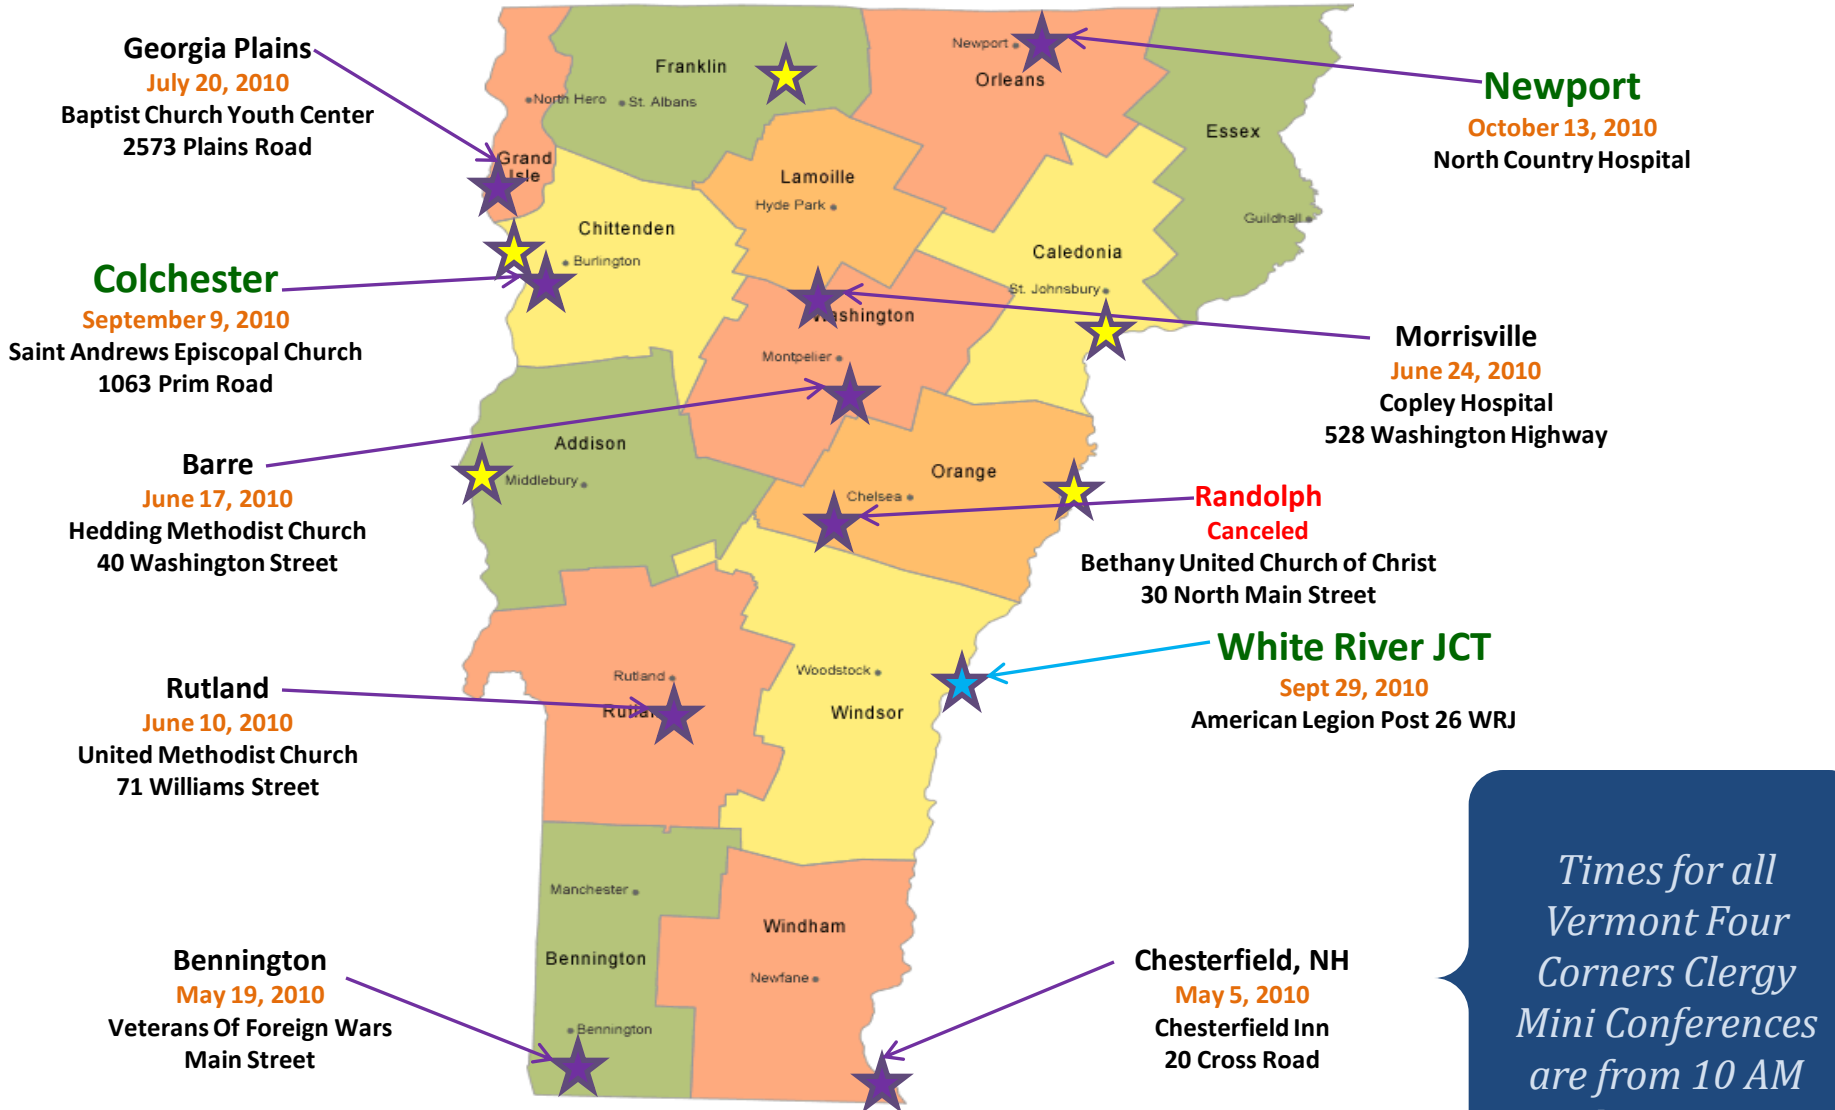 Georgia Plains
July 20, 2010
Baptist Church Youth Center
2573 Plains Road
Colchester
September 9, 2010
Saint Andrews Episcopal Church
1063 Prim Road
Barre
June 17, 2010
Hedding Methodist Church
40 Washington Street
Rutland
June 10, 2010
United Methodist Church
71 Williams Street
Bennington
May 19, 2010
Veterans Of Foreign Wars
Main Street
Franklin
North Hero
St. Albans
Grand
Isle
Newport
Orleans
Essex
Guildhall
Lamoille
Hyde Park
Chittenden
Burlington
Caledonia
St. Johnsbury
Washington
Montpelier
Addison
Middlebury
Orange
Chelsea
Rutland
Rutland
Woodstock
Windsor
Manchester
Bennington
Bennington
Windham
Newfane
Newport
October 13, 2010
North Country Hospital
Morrisville
June 24, 2010
Copley Hospital
528 Washington Highway
Randolph
Canceled
Bethany United Church of Christ
30 North Main Street
White River JCT
Sept 29, 2010
American Legion Post 26 WRJ
Chesterfield, NH
May 5, 2010
Chesterfield Inn
20 Cross Road
Times for all
Vermont Four
Corners Clergy
Mini Conferences
are from 10 AM